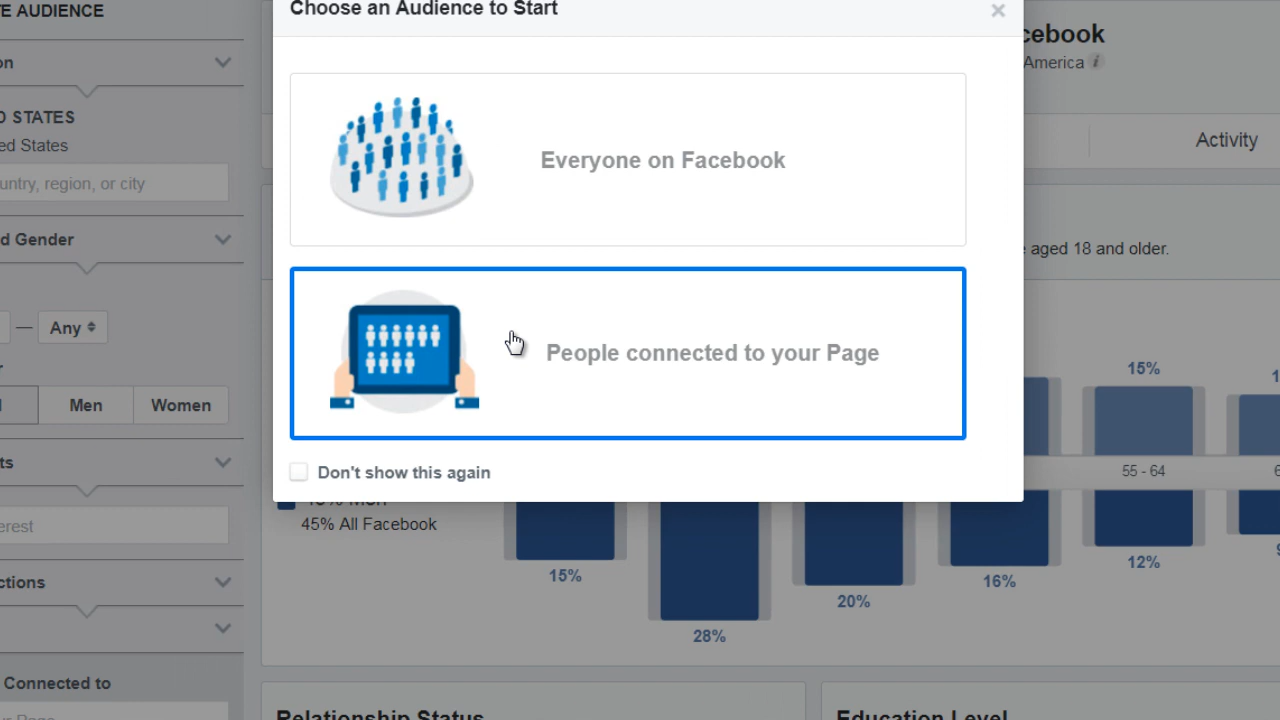 E AUDIENCE
Choose an Audience to Start
cebook
on
America
D STATES
ed States
Everyone on Facebook
Activity
untry, region, or city
d Gender
aged 18 and older.
— Any
People connected to your Page
15%
Men
Women
ts
Don't show this again
55 - 64
45% All Facebook
erest
15%
28%
20%
16%
12%
ctions
Connected to
Relationship Status
Education Level